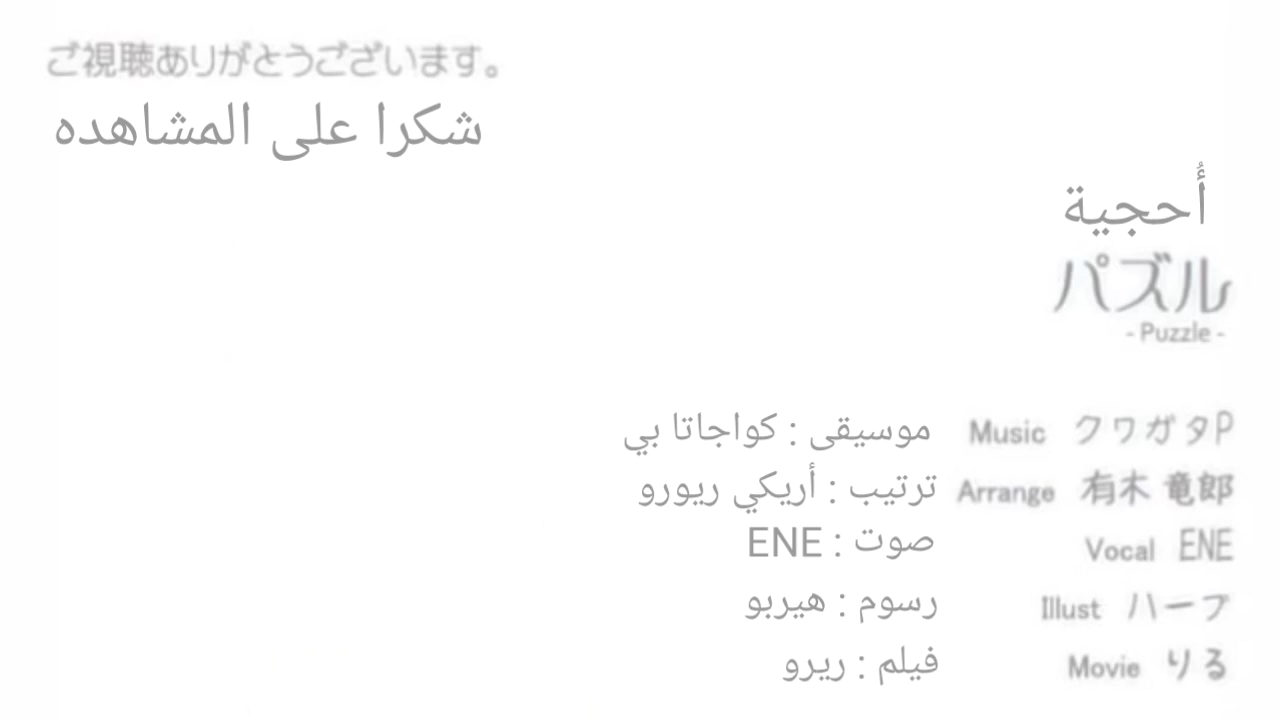 ご視聴ありがとうございます。
شكرا على المشاهده
أُحجية
パズル
- Puzzle -
موسيقى : كواجاتا بي
Music クワガタP
ترتيب : أريكي ريورو
Arrange 有木 竜郎
صوت : ENE
Vocal ENE
رسوم : هيربو
Illust ハーブ
فيلم : ريرو
Movie りる